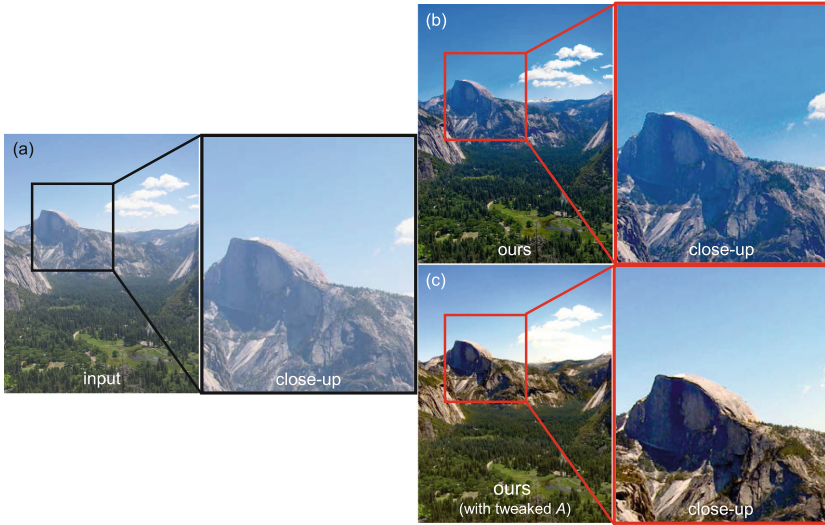 (a)
input
close-up
(b)
ours
close-up
(c)
ours
(with tweaked A)
close-up